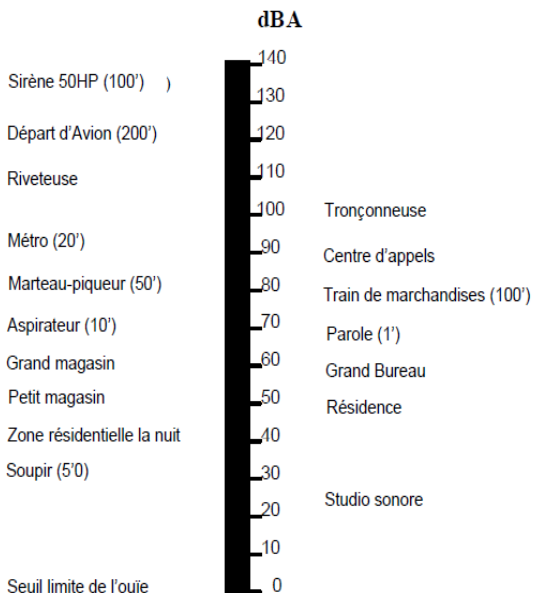 dBA
140
Sirène 50HP (100’) )
130
Départ d’Avion (200’)
120
Riveteuse
110
100
Tronçonneuse
Métro (20’)
90
Centre d’appels
Marteau-piqueur (50’)
80
Train de marchandises (100’)
Aspirateur (10’)
70
Parole (1’)
Grand magasin
60
Grand Bureau
Petit magasin
50
Résidence
Zone résidentielle la nuit
40
Soupir (5’0)
30
Studio sonore
20
10
Seuil limite de l’ouïe
0